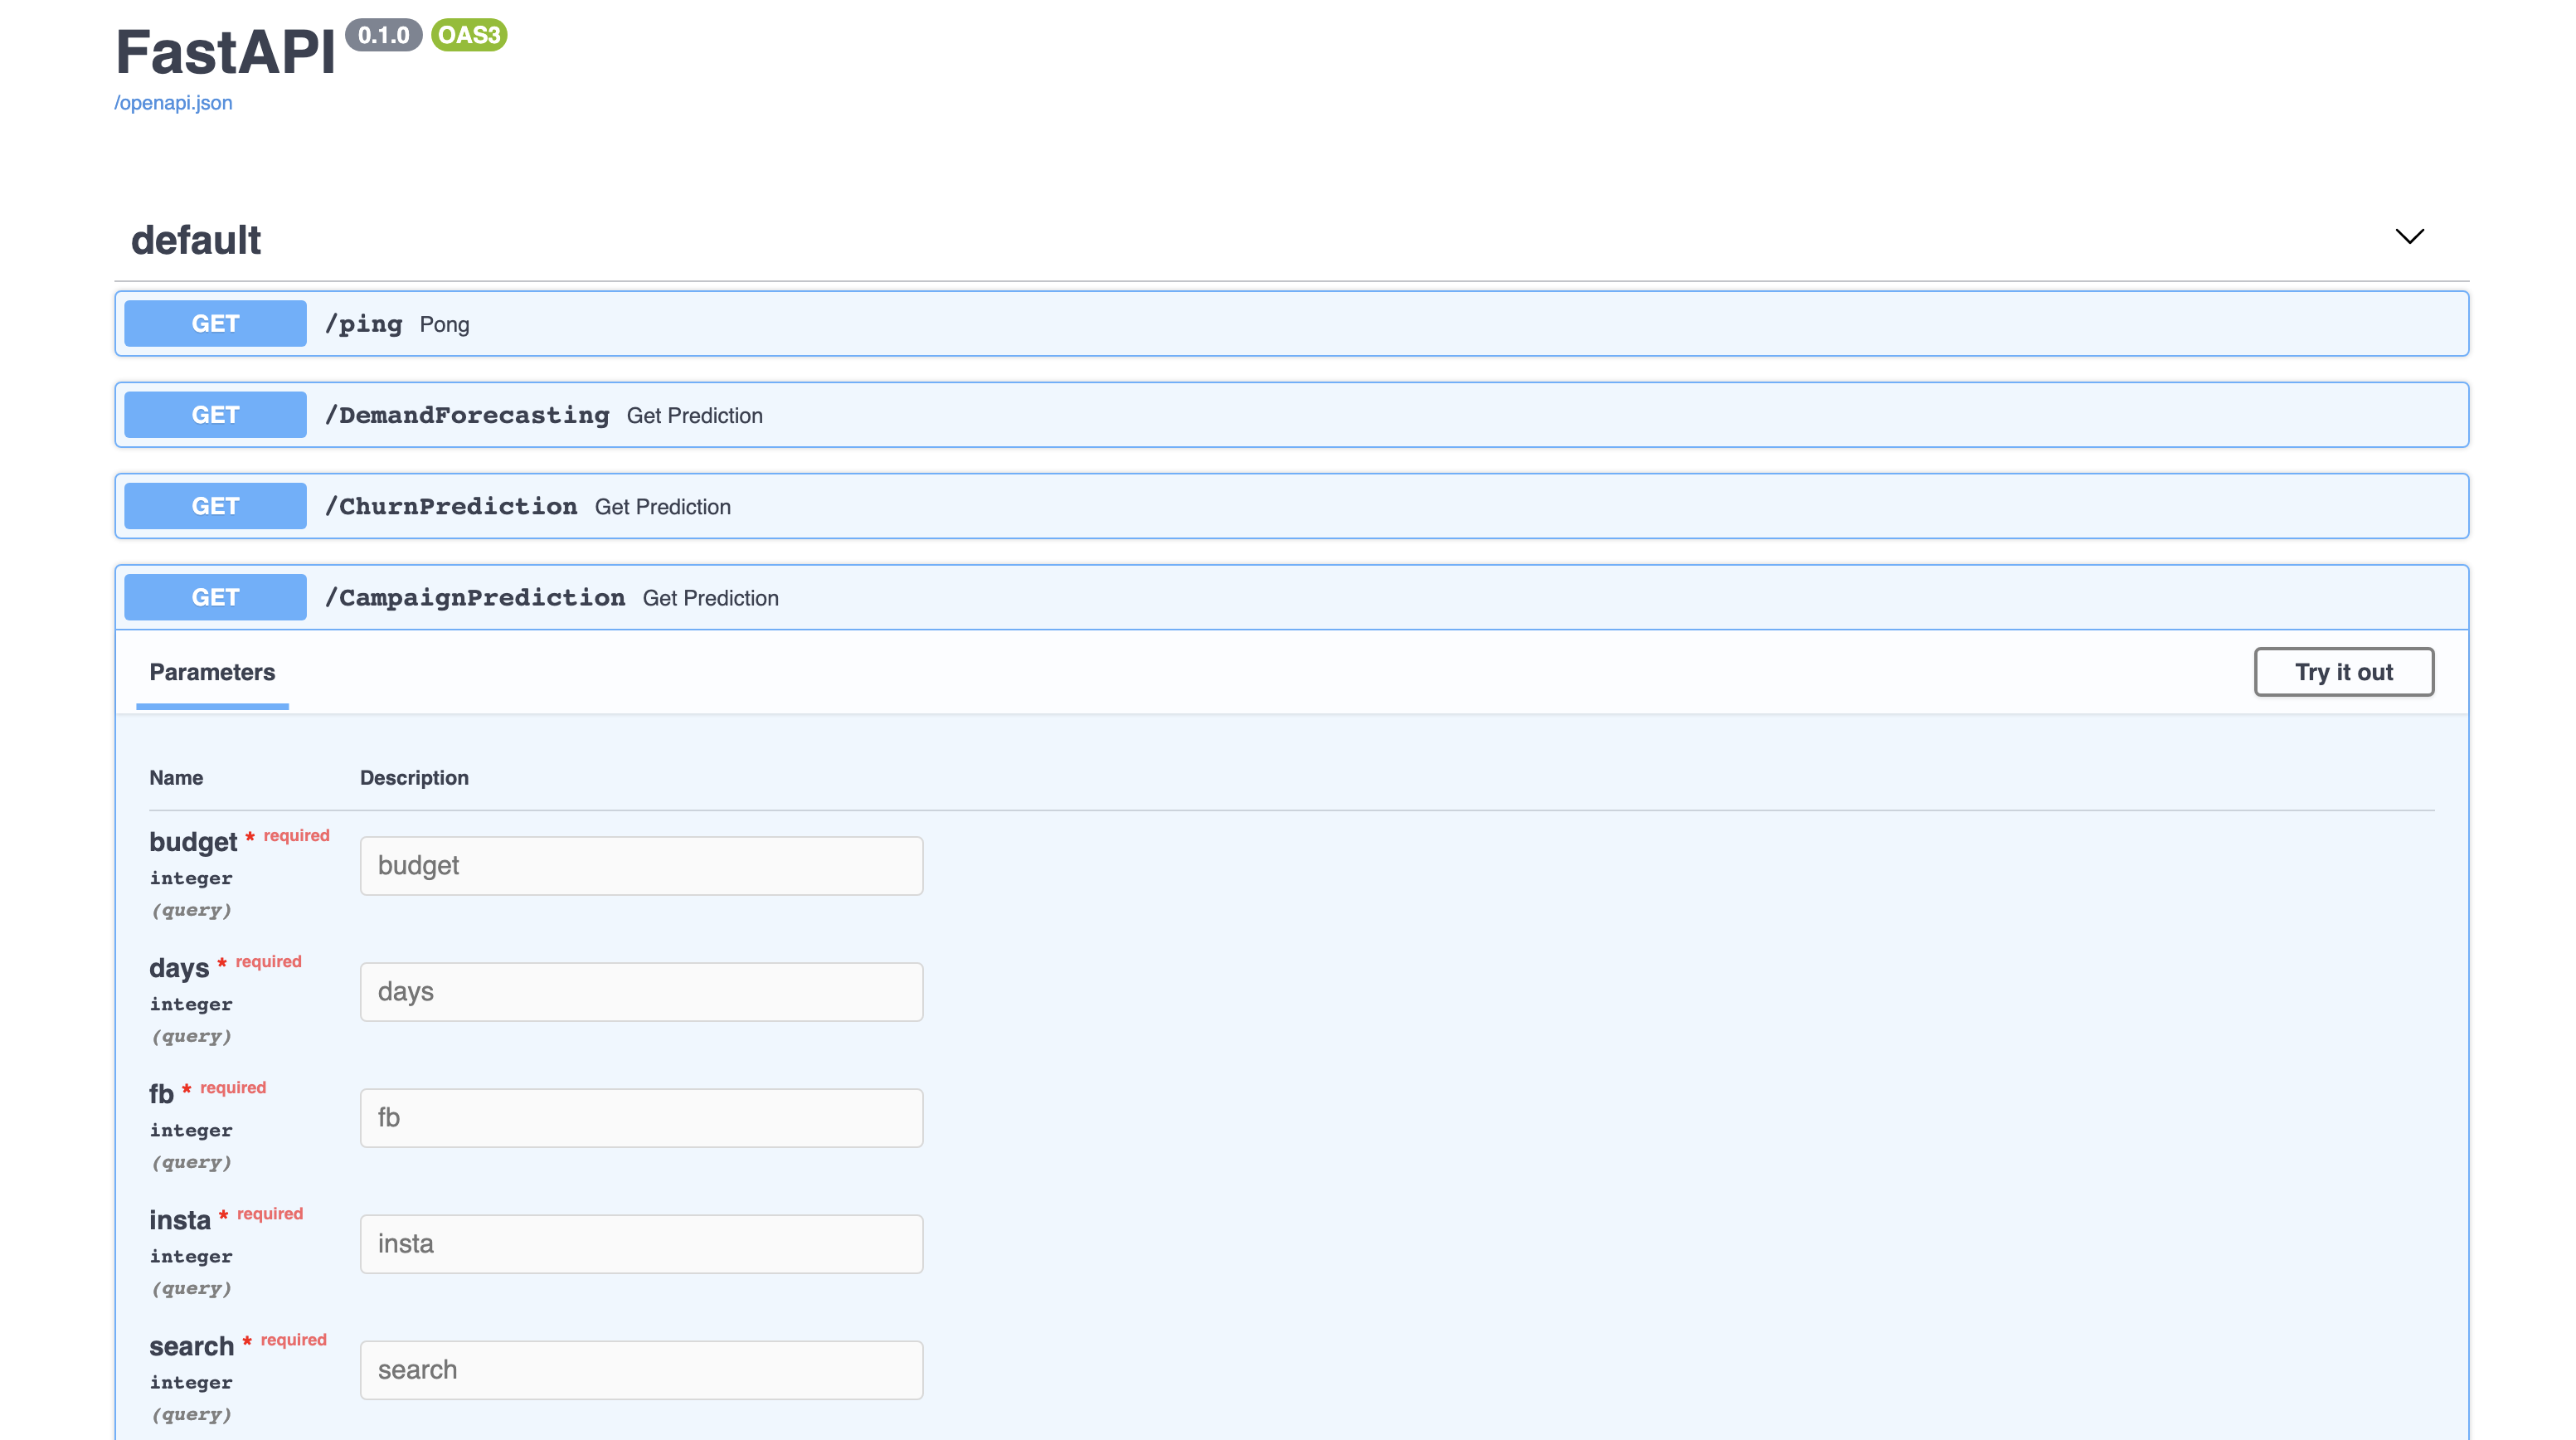 FastAPI 0.1.0 OAS3
/openapi.json
default
GET /ping Pong
GET /DemandForecasting Get Prediction
GET /ChurnPrediction Get Prediction
GET /CampaignPrediction Get Prediction
Parameters Try it out
Name Description
budget * required
integer
(query)
budget
days * required
integer
(query)
days
fb * required
integer
(query)
fb
insta * required
integer
(query)
insta
search * required
integer
(query)
search